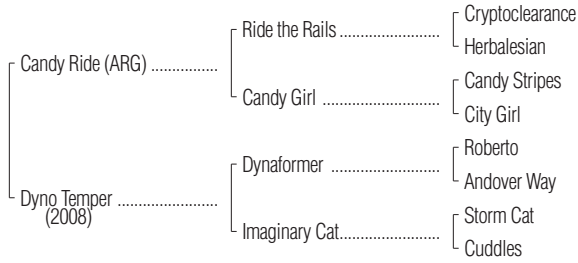 Cryptoclearance
Ride the Rails
Herbalesian
Candy Ride (ARG)
Candy Stripes
Candy Girl
City Girl
Roberto
Dynaformer
Andover Way
Dyno Temper
(2008)
Storm Cat
Imaginary Cat
Cuddles